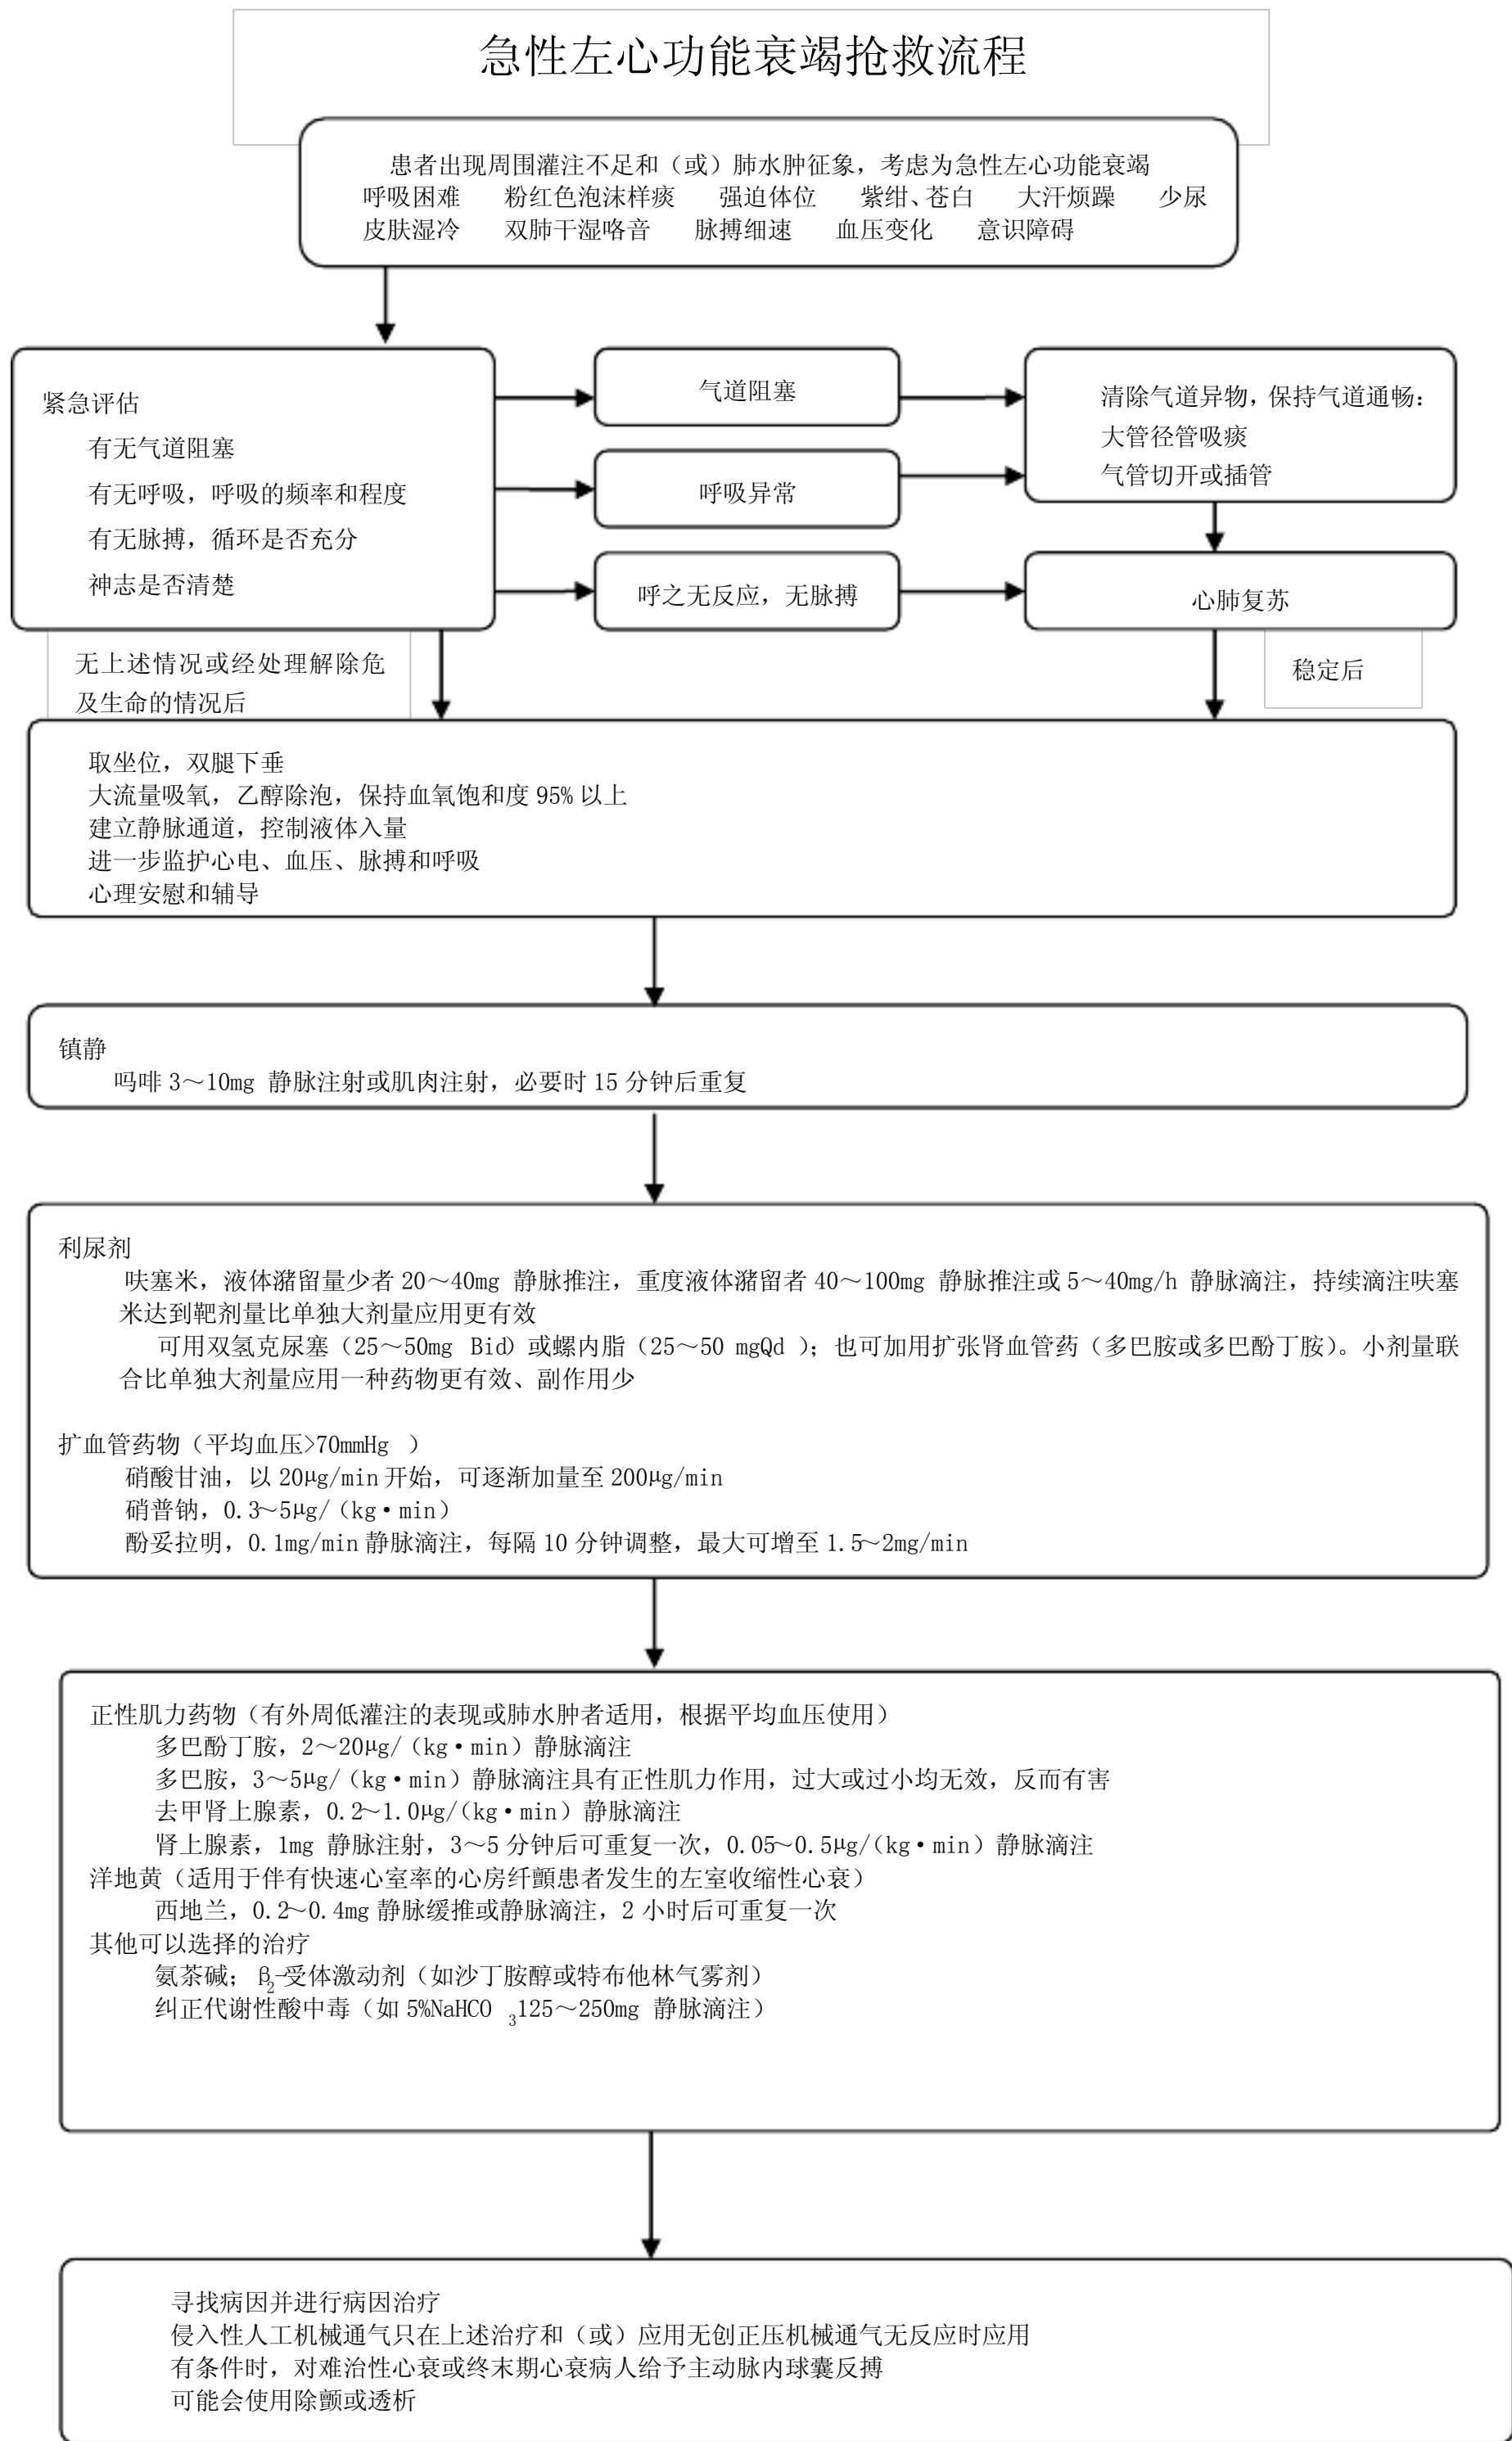 急性左心功能衰竭抢救流程
患者出现周围灌注不足和（或）肺水肿征象，考虑为急性左心功能衰竭
呼吸困难 粉红色泡沫样痰 强迫体位 紫绀、苍白 大汗烦躁 少尿
皮肤湿冷 双肺干湿咯音 脉搏细速 血压变化 意识障碍
紧急评估
有无气道阻塞
有无呼吸，呼吸的频率和程度
有无脉搏，循环是否充分
神志是否清楚
气道阻塞
呼吸异常
呼之无反应，无脉搏
清除气道异物，保持气道通畅：
大管径管吸痰
气管切开或插管
心肺复苏
无上述情况或经处理解除危
及生命的情况后
稳定后
取坐位，双腿下垂
大流量吸氧，乙醇除泡，保持血氧饱和度 95% 以上
建立静脉通道，控制液体入量
进一步监护心电、血压、脉搏和呼吸
心理安慰和辅导
镇静
吗啡 3～10mg 静脉注射或肌肉注射，必要时 15 分钟后重复
利尿剂
呋塞米，液体潴留量少者 20～40mg 静脉推注，重度液体潴留者 40～100mg 静脉推注或 5～40mg/h 静脉滴注，持续滴注呋塞
米达到靶剂量比单独大剂量应用更有效
可用双氢克尿塞（25～50mg Bid）或螺内脂（25～50 mgQd ）；也可加用扩张肾血管药（多巴胺或多巴酚丁胺）。小剂量联
合比单独大剂量应用一种药物更有效、副作用少
扩血管药物（平均血压>70mmHg ）
硝酸甘油，以 20μg/min 开始，可逐渐加量至 200μg/min
硝普钠，0.3～5μg/（kg·min）
酚妥拉明，0.1mg/min 静脉滴注，每隔 10 分钟调整，最大可增至 1.5～2mg/min
正性肌力药物（有外周低灌注的表现或肺水肿者适用，根据平均血压使用）
多巴酚丁胺，2～20μg/（kg·min）静脉滴注
多巴胺，3～5μg/（kg·min）静脉滴注具有正性肌力作用，过大或过小均无效，反而有害
去甲肾上腺素，0.2～1.0μg/（kg·min）静脉滴注
肾上腺素，1mg 静脉注射，3～5 分钟后可重复一次，0.05～0.5μg/（kg·min）静脉滴注
洋地黄（适用于伴有快速心室率的心房纤颤患者发生的左室收缩性心衰）
西地兰，0.2～0.4mg 静脉缓推或静脉滴注，2 小时后可重复一次
其他可以选择的治疗
氨茶碱；β2-受体激动剂（如沙丁胺醇或特布他林气雾剂）
纠正代谢性酸中毒（如 5%NaHCO 3125～250mg 静脉滴注）
寻找病因并进行病因治疗
侵入性人工机械通气只在上述治疗和（或）应用无创正压机械通气无反应时应用
有条件时，对难治性心衰或终末期心衰病人给予主动脉内球囊反搏
可能会使用除颤或透析